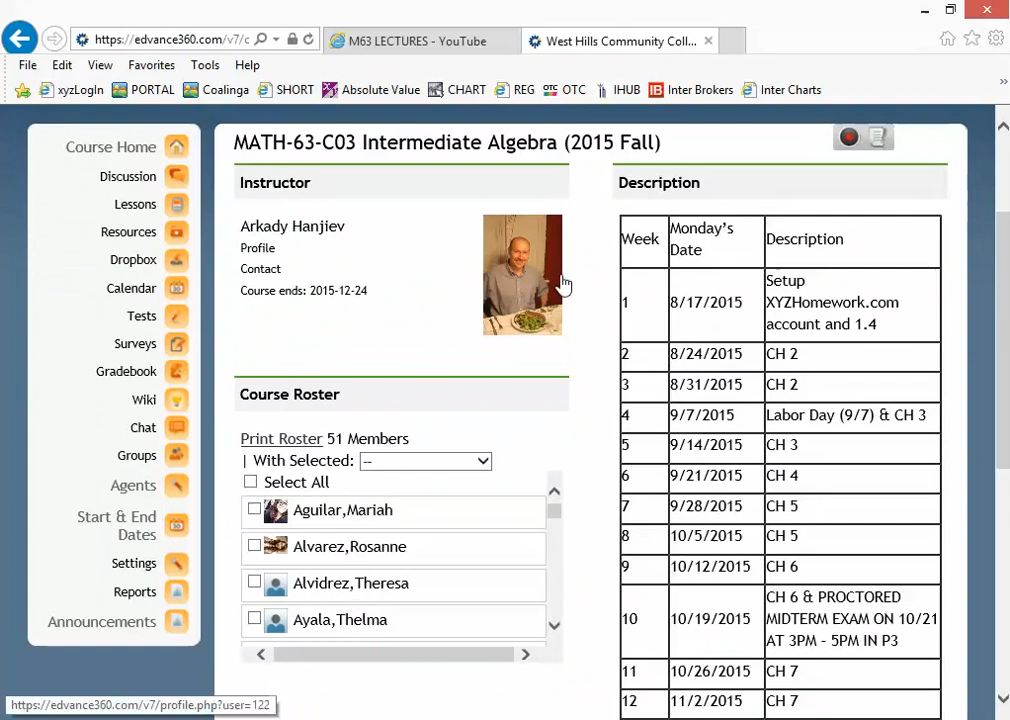 https://edvance360.com/v7/c
M63 LECTURES - YouTube
West Hills Community Coll...
File Edit View Favorites Tools Help
xyzLogIn PORTAL Coalinga SHORT Absolute Value CHART REG OTC IHUB Inter Brokers Inter Charts
Course Home
Discussion
Lessons
Resources
Dropbox
Calendar
Tests
Surveys
Gradebook
Wiki
Chat
Groups
Agents
Start & End
Dates
Settings
Reports
Announcements
MATH-63-C03 Intermediate Algebra (2015 Fall)
Instructor
Arkady Hanjiev
Profile
Contact
Course ends: 2015-12-24
Course Roster
Print Roster 51 Members
| With Selected: --
Select All
Aguilar,Mariah
Alvarez,Rosanne
Alvidrez,Theresa
Ayala,Thelma
Description
Week Monday's Date Description
1 8/17/2015 Setup XYZHomework.com account and 1.4
2 8/24/2015 CH 2
3 8/31/2015 CH 2
4 9/7/2015 Labor Day (9/7) & CH 3
5 9/14/2015 CH 3
6 9/21/2015 CH 4
7 9/28/2015 CH 5
8 10/5/2015 CH 5
9 10/12/2015 CH 6
10 10/19/2015 CH 6 & PROCTORED MIDTERM EXAM ON 10/21 AT 3PM - 5PM IN P3
11 10/26/2015 CH 7
12 11/2/2015 CH 7
https://edvance360.com/v7/profile.php?user=122